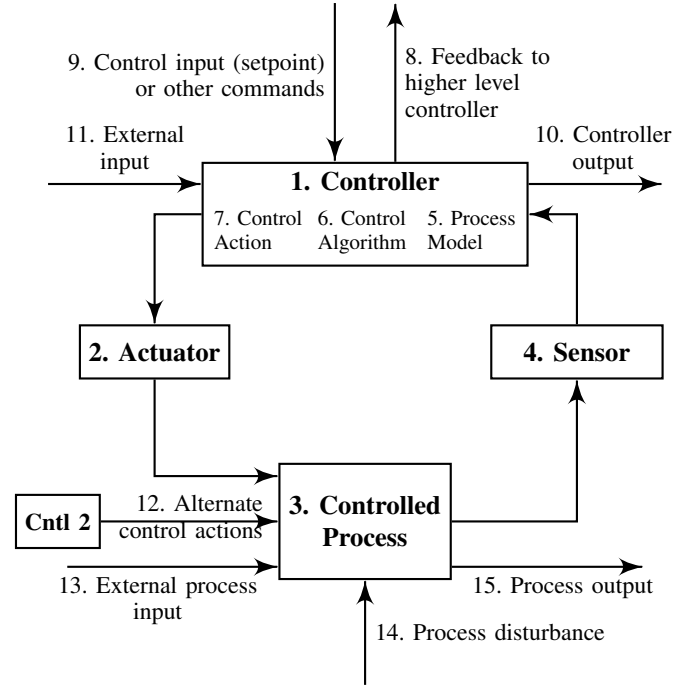 9. Control input (setpoint)
or other commands
8. Feedback to
higher level
controller
11. External
input
10. Controller
output
1. Controller
7. Control
Action
6. Control
Algorithm
5. Process
Model
2. Actuator
4. Sensor
Cntl 2
12. Alternate
control actions
3. Controlled
Process
13. External process
input
15. Process output
14. Process disturbance